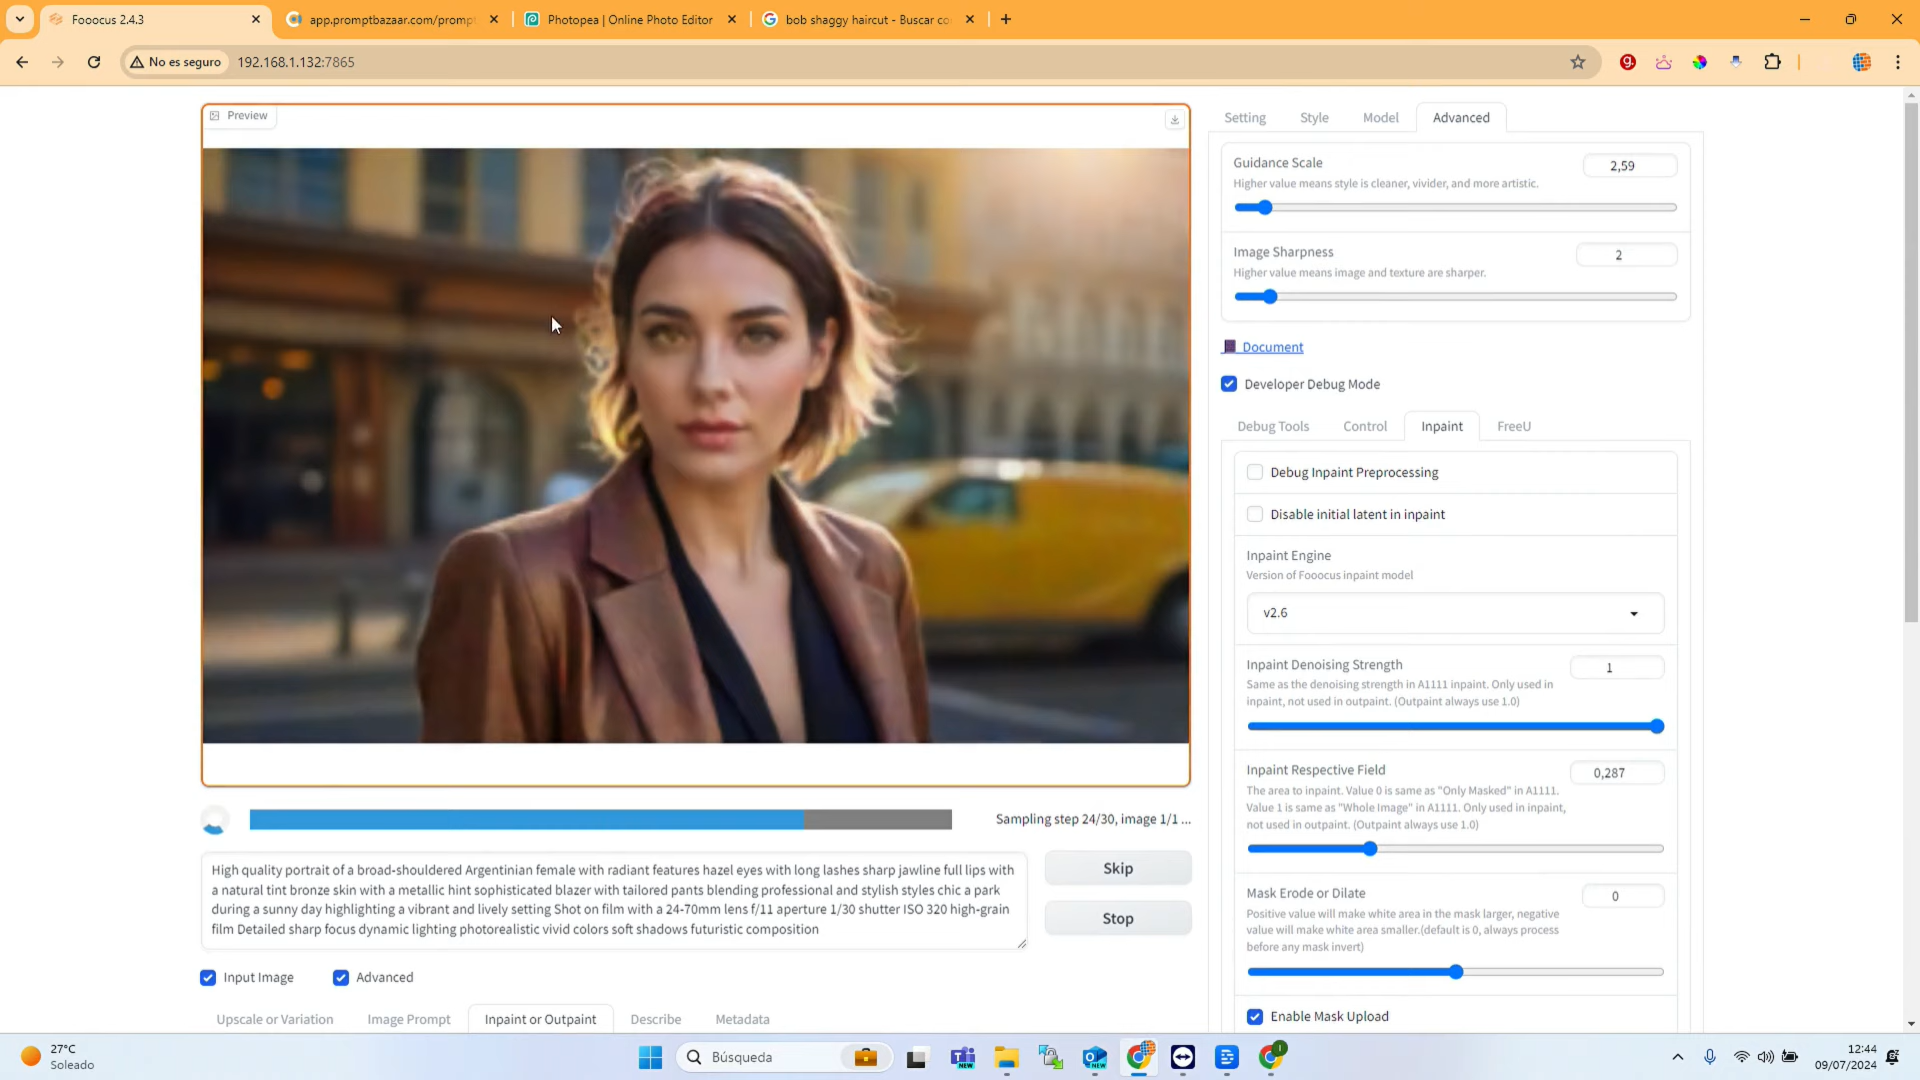 Fooocus 2.4.3
app.promptbazaar.com/prompt
Photopea | Online Photo Editor
bob shaggy haircut - Buscar co
No es seguro
192.168.1.132:7865
Preview
Setting
Style
Model
Advanced
Guidance Scale
2,59
Higher value means style is cleaner, vivider, and more artistic.
Image Sharpness
2
Higher value means image and texture are sharper.
Document
Developer Debug Mode
Debug Tools
Control
Inpaint
FreeU
Debug Inpaint Preprocessing
Disable initial latent in inpaint
Inpaint Engine
Version of Fooocus inpaint model
v2.6
Inpaint Denoising Strength
1
Same as the denoising strength in A1111 inpaint. Only used in
inpaint, not used in outpaint. (Outpaint always use 1.0)
Inpaint Respective Field
0,287
The area to inpaint. Value 0 is same as "Only Masked" in A1111.
Value 1 is same as "Whole Image" in A1111. Only used in inpaint,
not used in outpaint. (Outpaint always use 1.0)
Mask Erode or Dilate
0
Positive value will make white area in the mask larger, negative
value will make white area smaller.(default is 0, always process
before any mask invert)
Enable Mask Upload
Sampling step 24/30, image 1/1 ...
High quality portrait of a broad-shouldered Argentinian female with radiant features hazel eyes with long lashes sharp jawline full lips with
a natural tint bronze skin with a metallic hint sophisticated blazer with tailored pants blending professional and stylish styles chic a park
during a sunny day highlighting a vibrant and lively setting Shot on film with a 24-70mm lens f/11 aperture 1/30 shutter ISO 320 high-grain
film Detailed sharp focus dynamic lighting photorealistic vivid colors soft shadows futuristic composition
Skip
Stop
Input Image
Advanced
Upscale or Variation
Image Prompt
Inpaint or Outpaint
Describe
Metadata
27°C
Soleado
Búsqueda
NEW
NEW
12:44
09/07/2024